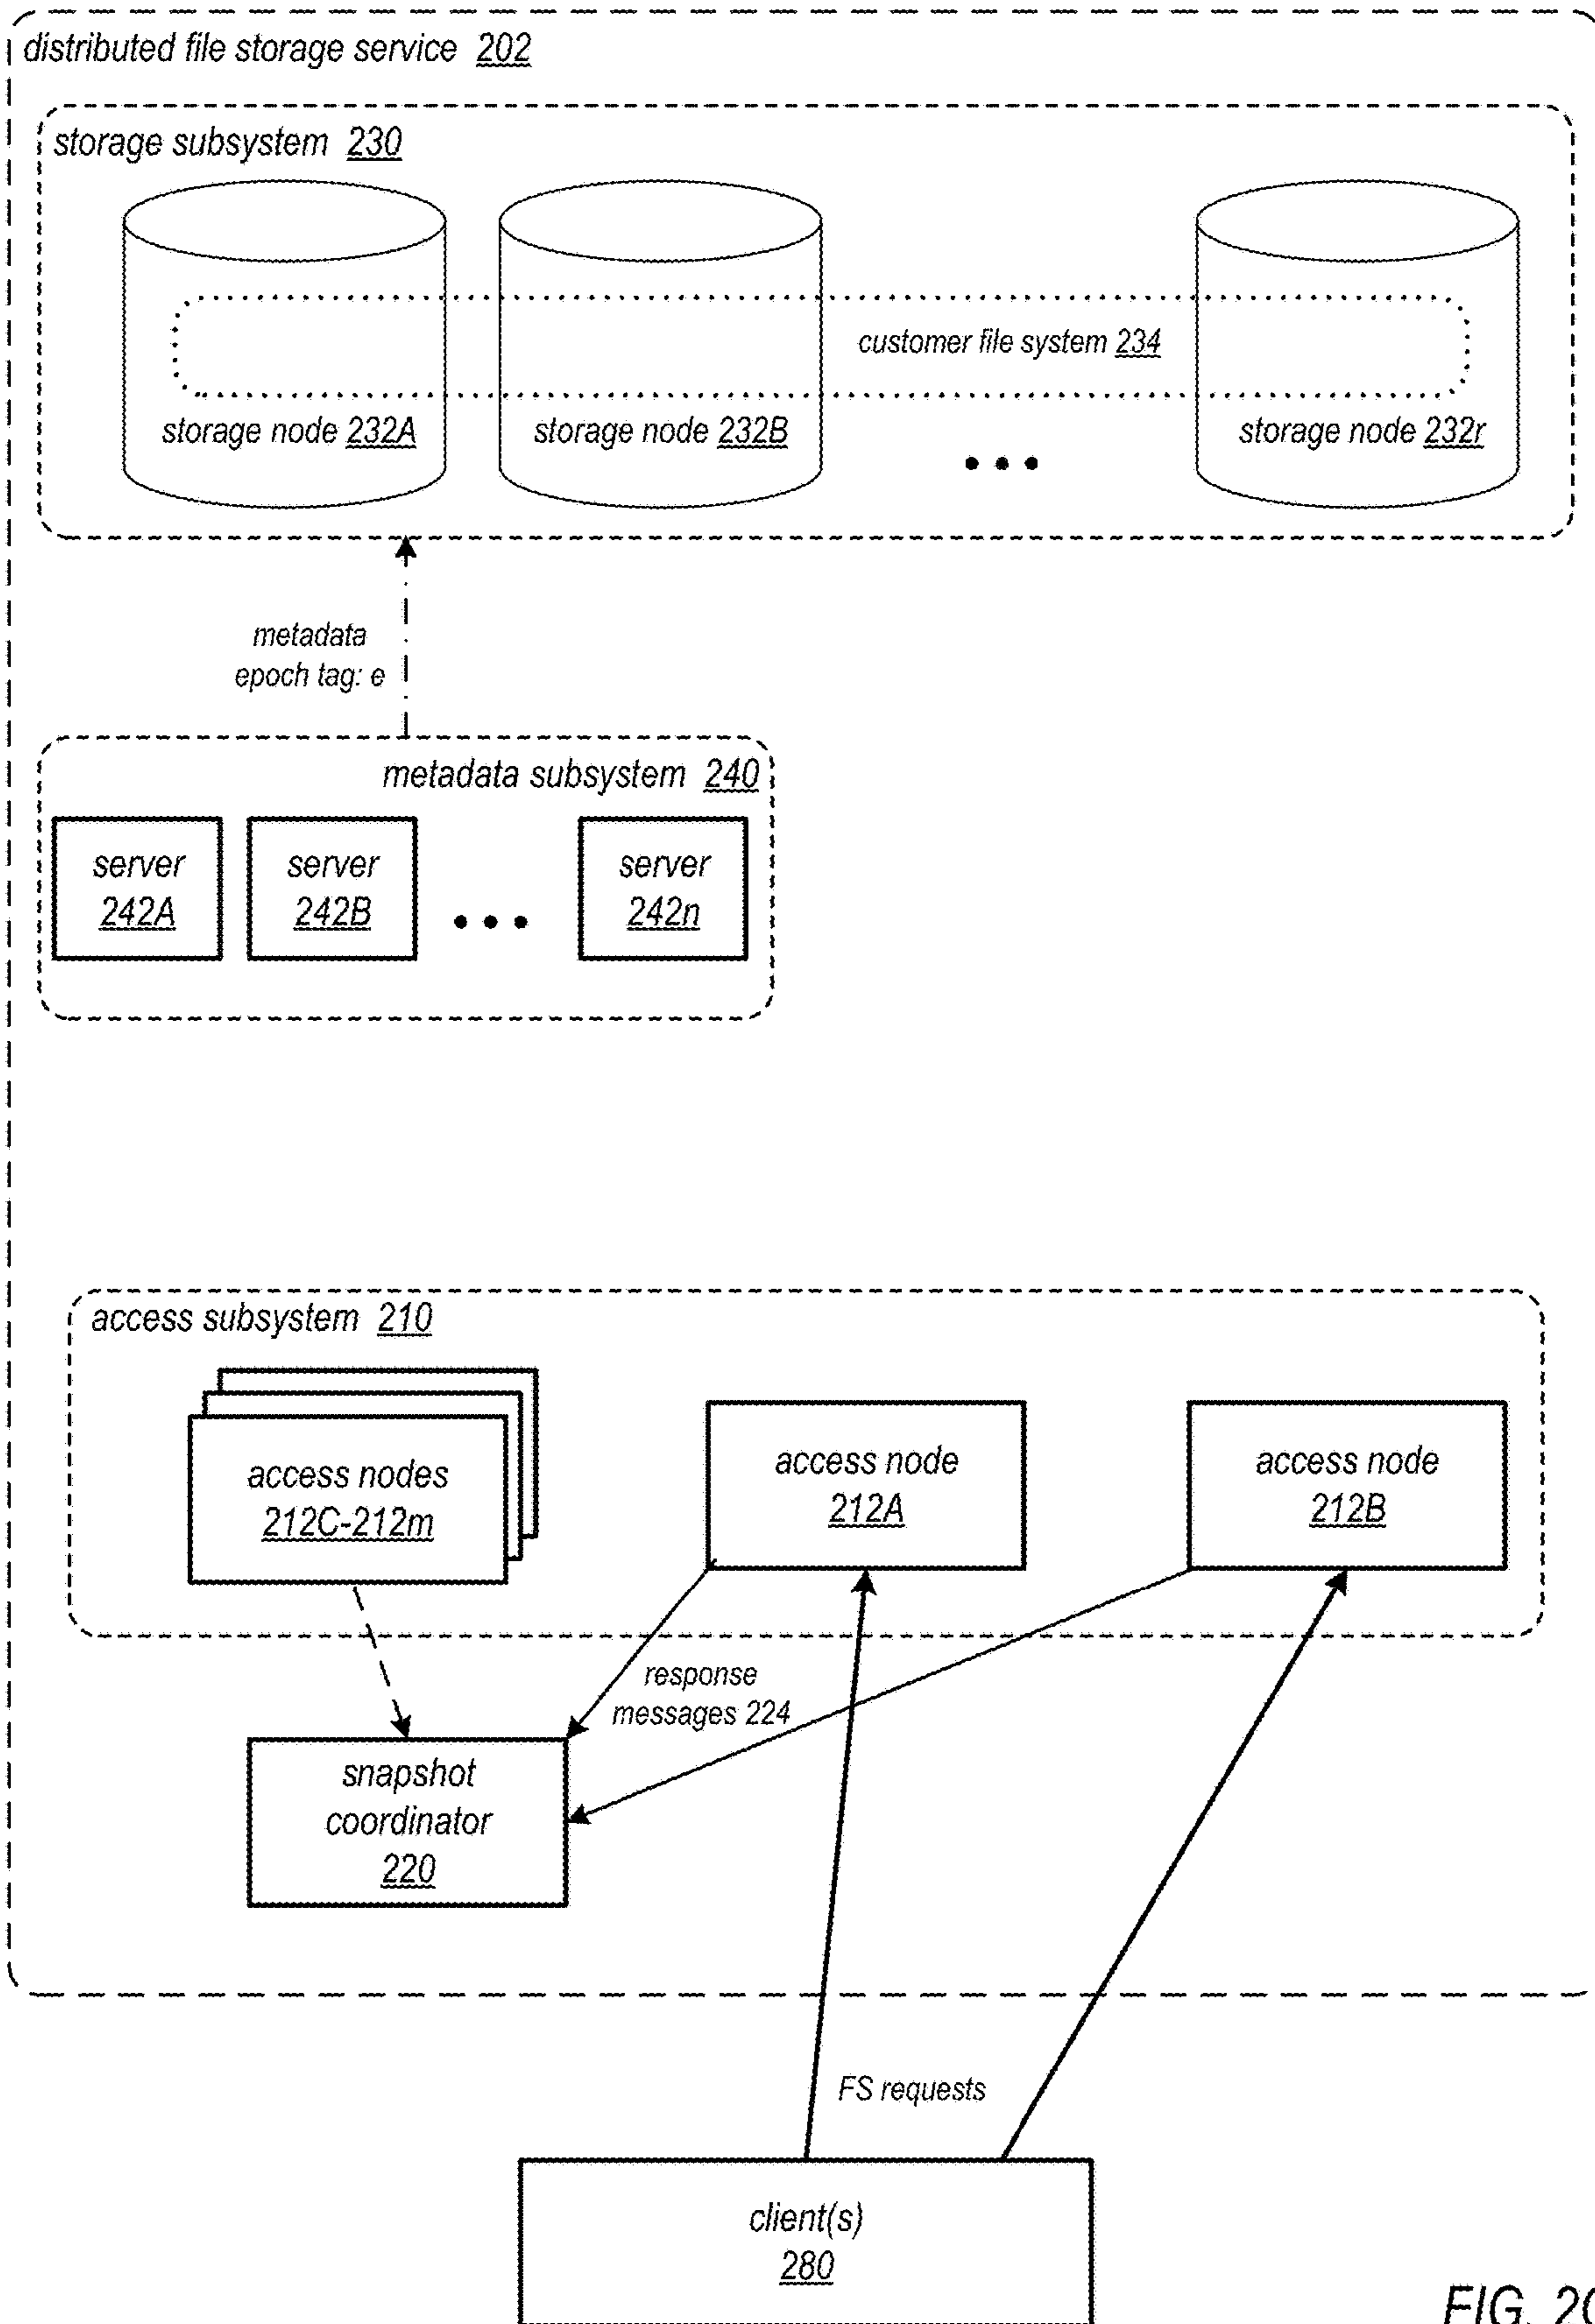 distributed file storage service 202
storage subsystem 230
customer file system 234
storage node 232A
storage node 232B
storage node 232r
metadata
epoch tag: e
metadata subsystem 240
server
242A
server
242B
server
242n
access subsystem 210
access nodes
212C-212m
access node
212A
access node
212B
response
messages 224
snapshot
coordinator
220
FS requests
client(s)
280
FIG.